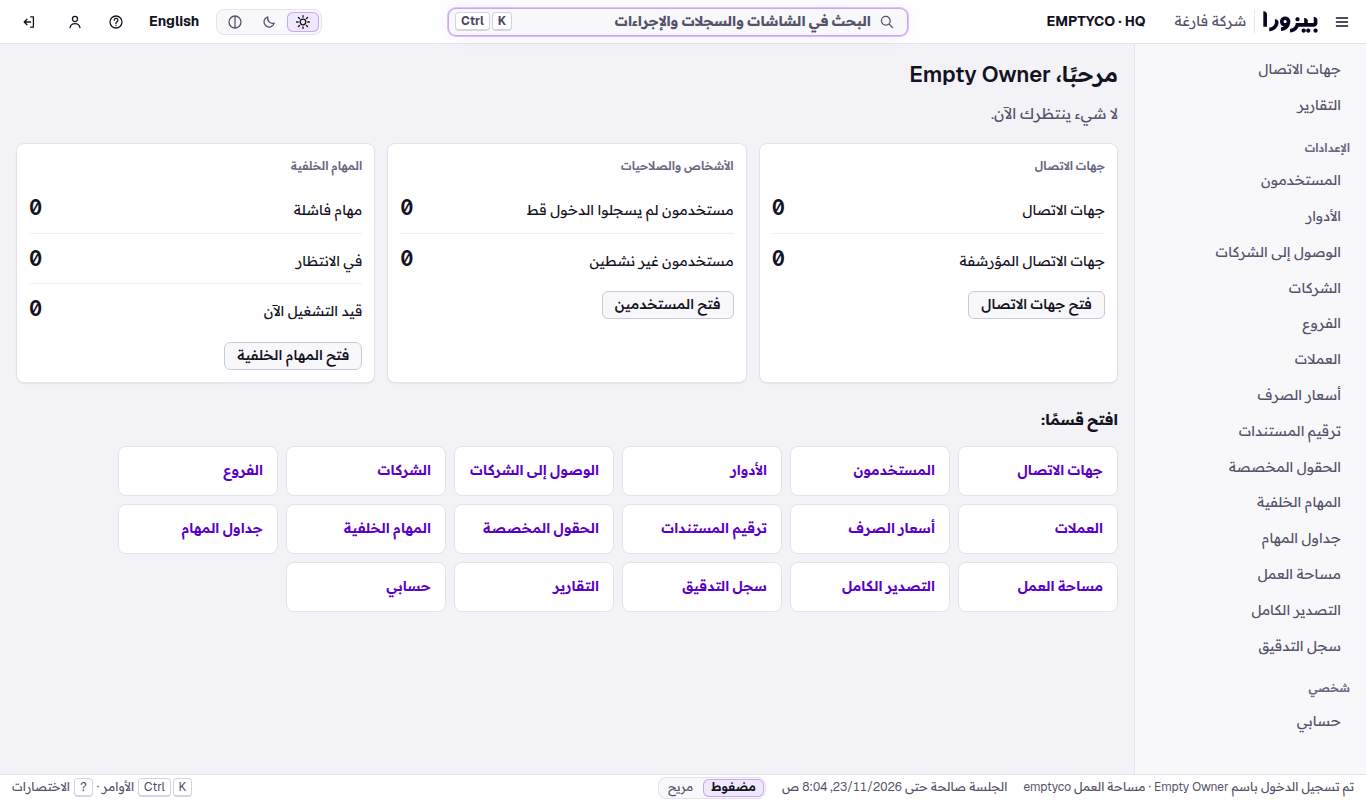 بيزورا
شركة فارغة
EMPTYCO · HQ
البحث في الشاشات والسجلات والإجراءات
Ctrl K
English
جهات الاتصال
التقارير
الإعدادات
المستخدمون
الأدوار
الوصول إلى الشركات
الشركات
الفروع
العملات
أسعار الصرف
ترقيم المستندات
الحقول المخصصة
المهام الخلفية
جداول المهام
مساحة العمل
التصدير الكامل
سجل التدقيق
شخصي
حسابي
مرحبًا، Empty Owner
لا شيء ينتظرك الآن.
جهات الاتصال
جهات الاتصال 0
جهات الاتصال المؤرشفة 0
فتح جهات الاتصال
الأشخاص والصلاحيات
مستخدمون لم يسجلوا الدخول قط 0
مستخدمون غير نشطين 0
فتح المستخدمين
المهام الخلفية
مهام فاشلة 0
في الانتظار 0
قيد التشغيل الآن 0
فتح المهام الخلفية
افتح قسمًا:
جهات الاتصال المستخدمون الأدوار الوصول إلى الشركات الشركات الفروع
العملات أسعار الصرف ترقيم المستندات الحقول المخصصة المهام الخلفية جداول المهام
مساحة العمل التصدير الكامل سجل التدقيق التقارير حسابي
تم تسجيل الدخول باسم Empty Owner · مساحة العمل emptyco
الجلسة صالحة حتى 23/11/2026, 8:04 ص
مضغوط مريح
Ctrl K الأوامر · ? الاختصارات